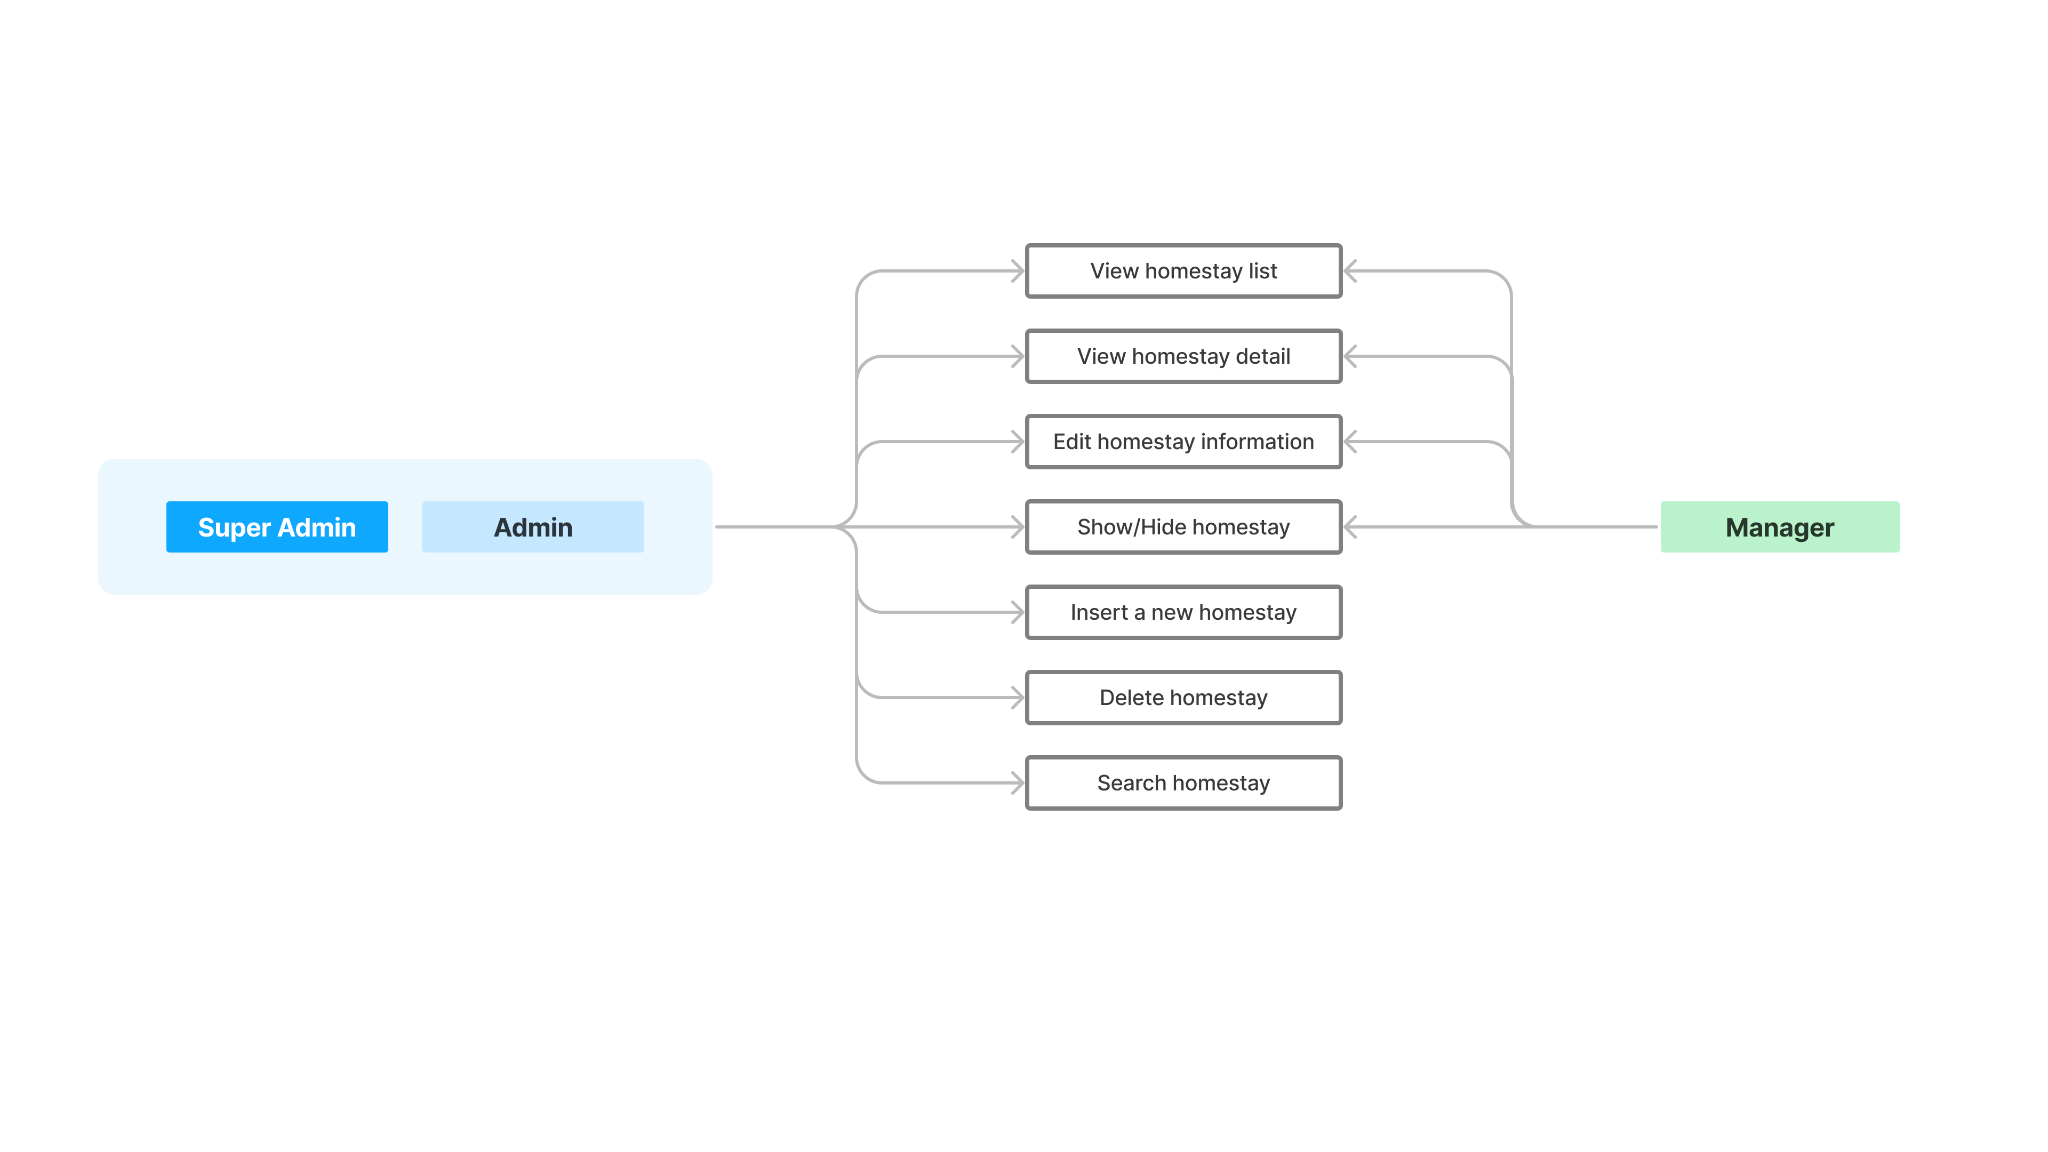 View homestay list
View homestay detail
Edit homestay information
Super Admin
Admin
Show/Hide homestay
Manager
Insert a new homestay
Delete homestay
Search homestay